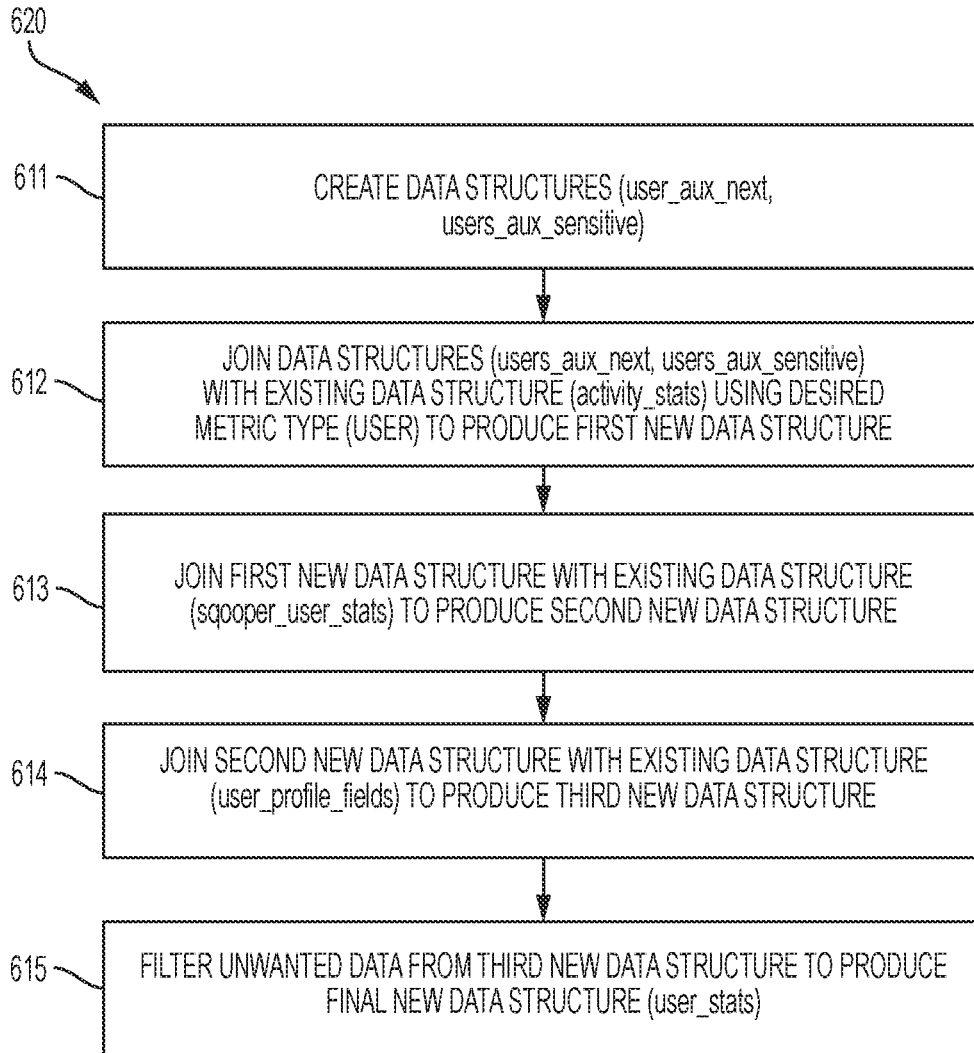 620
611
CREATE DATA STRUCTURES (user_aux_next,
users_aux_sensitive)
612
JOIN DATA STRUCTURES (users_aux_next, users_aux_sensitive)
WITH EXISTING DATA STRUCTURE (activity_stats) USING DESIRED
METRIC TYPE (USER) TO PRODUCE FIRST NEW DATA STRUCTURE
613
JOIN FIRST NEW DATA STRUCTURE WITH EXISTING DATA STRUCTURE
(sqooper_user_stats) TO PRODUCE SECOND NEW DATA STRUCTURE
614
JOIN SECOND NEW DATA STRUCTURE WITH EXISTING DATA STRUCTURE
(user_profile_fields) TO PRODUCE THIRD NEW DATA STRUCTURE
615
FILTER UNWANTED DATA FROM THIRD NEW DATA STRUCTURE TO PRODUCE
FINAL NEW DATA STRUCTURE (user_stats)